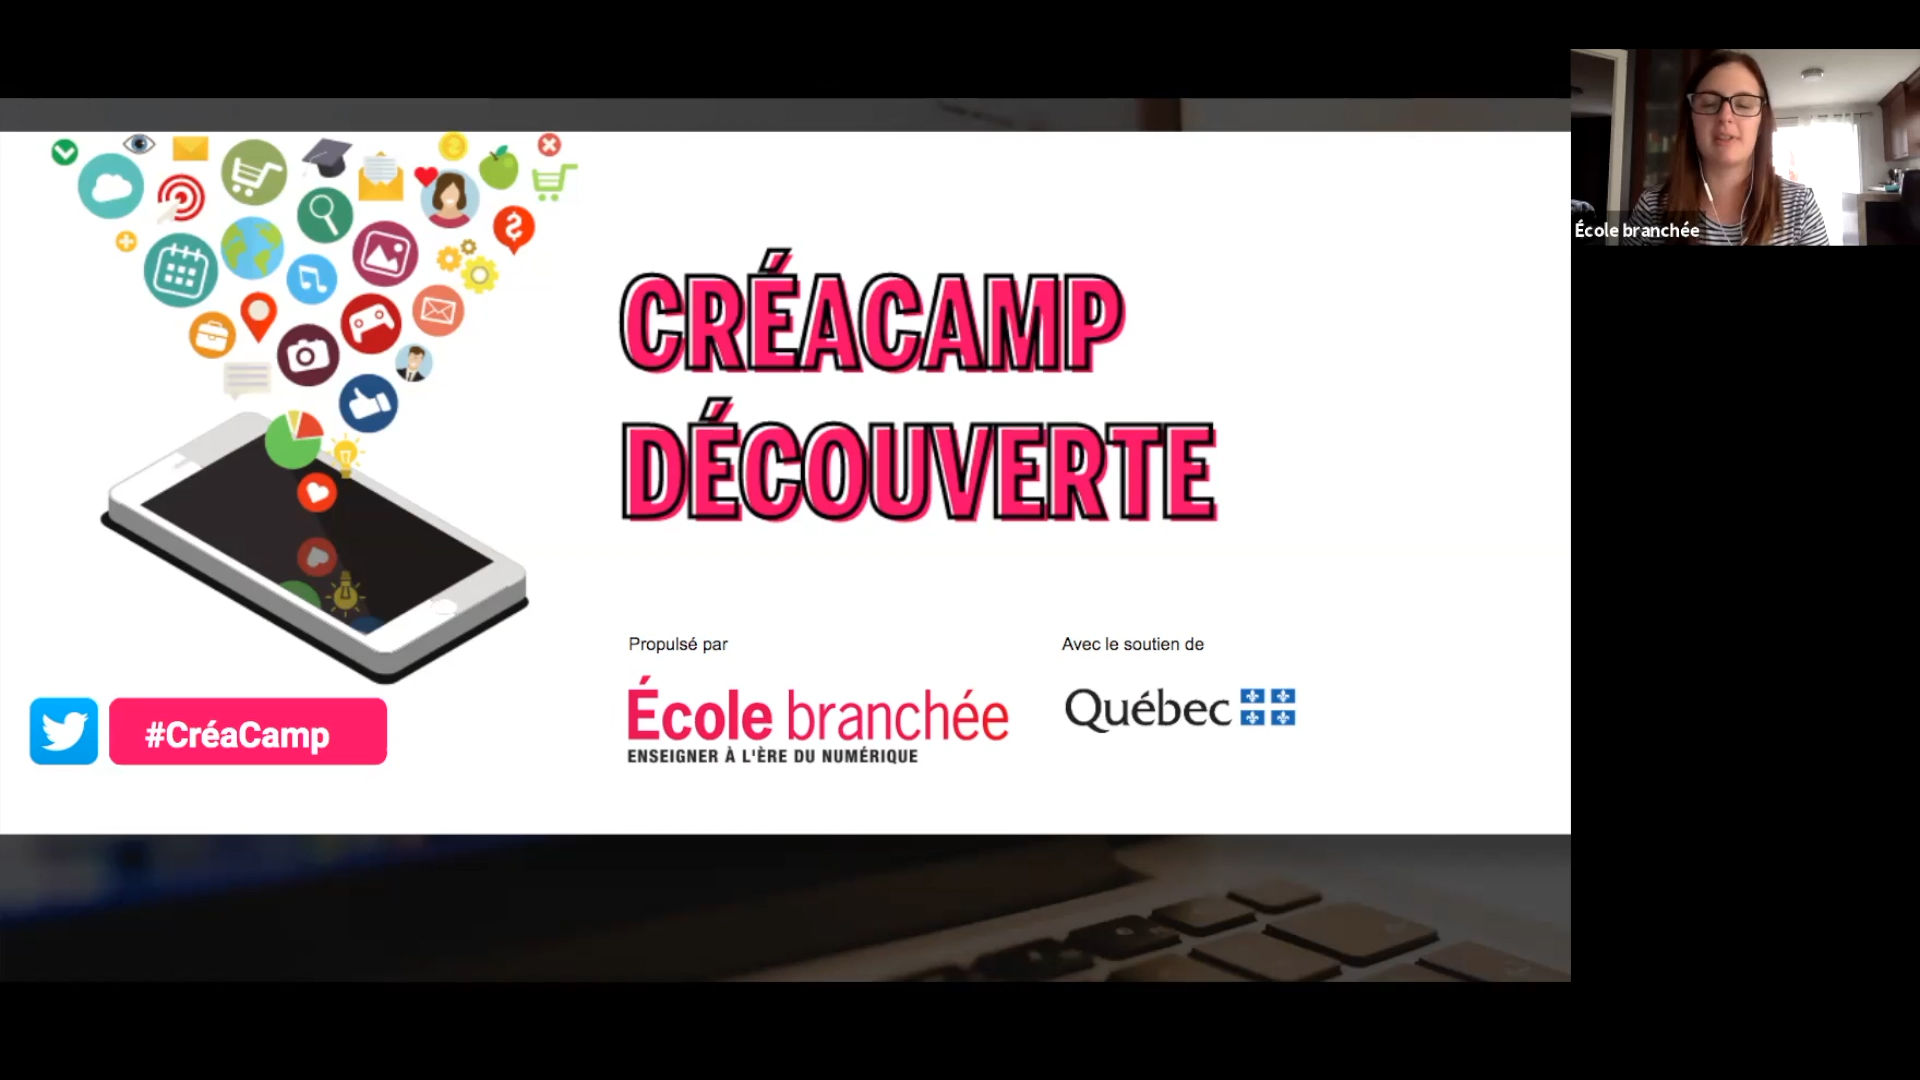 CRÉACAMP
DÉCOUVERTE
Propulsé par
École branchée
ENSEIGNER À L'ÈRE DU NUMÉRIQUE
Avec le soutien de
Québec
#CréaCamp
École branchée